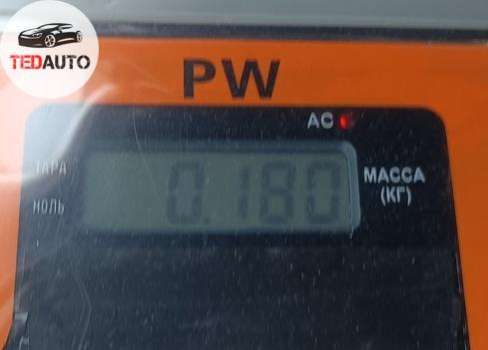 TEDAUTO
PW
AC
ТАРА
0.180
МАССА
(КГ)
НОЛЬ